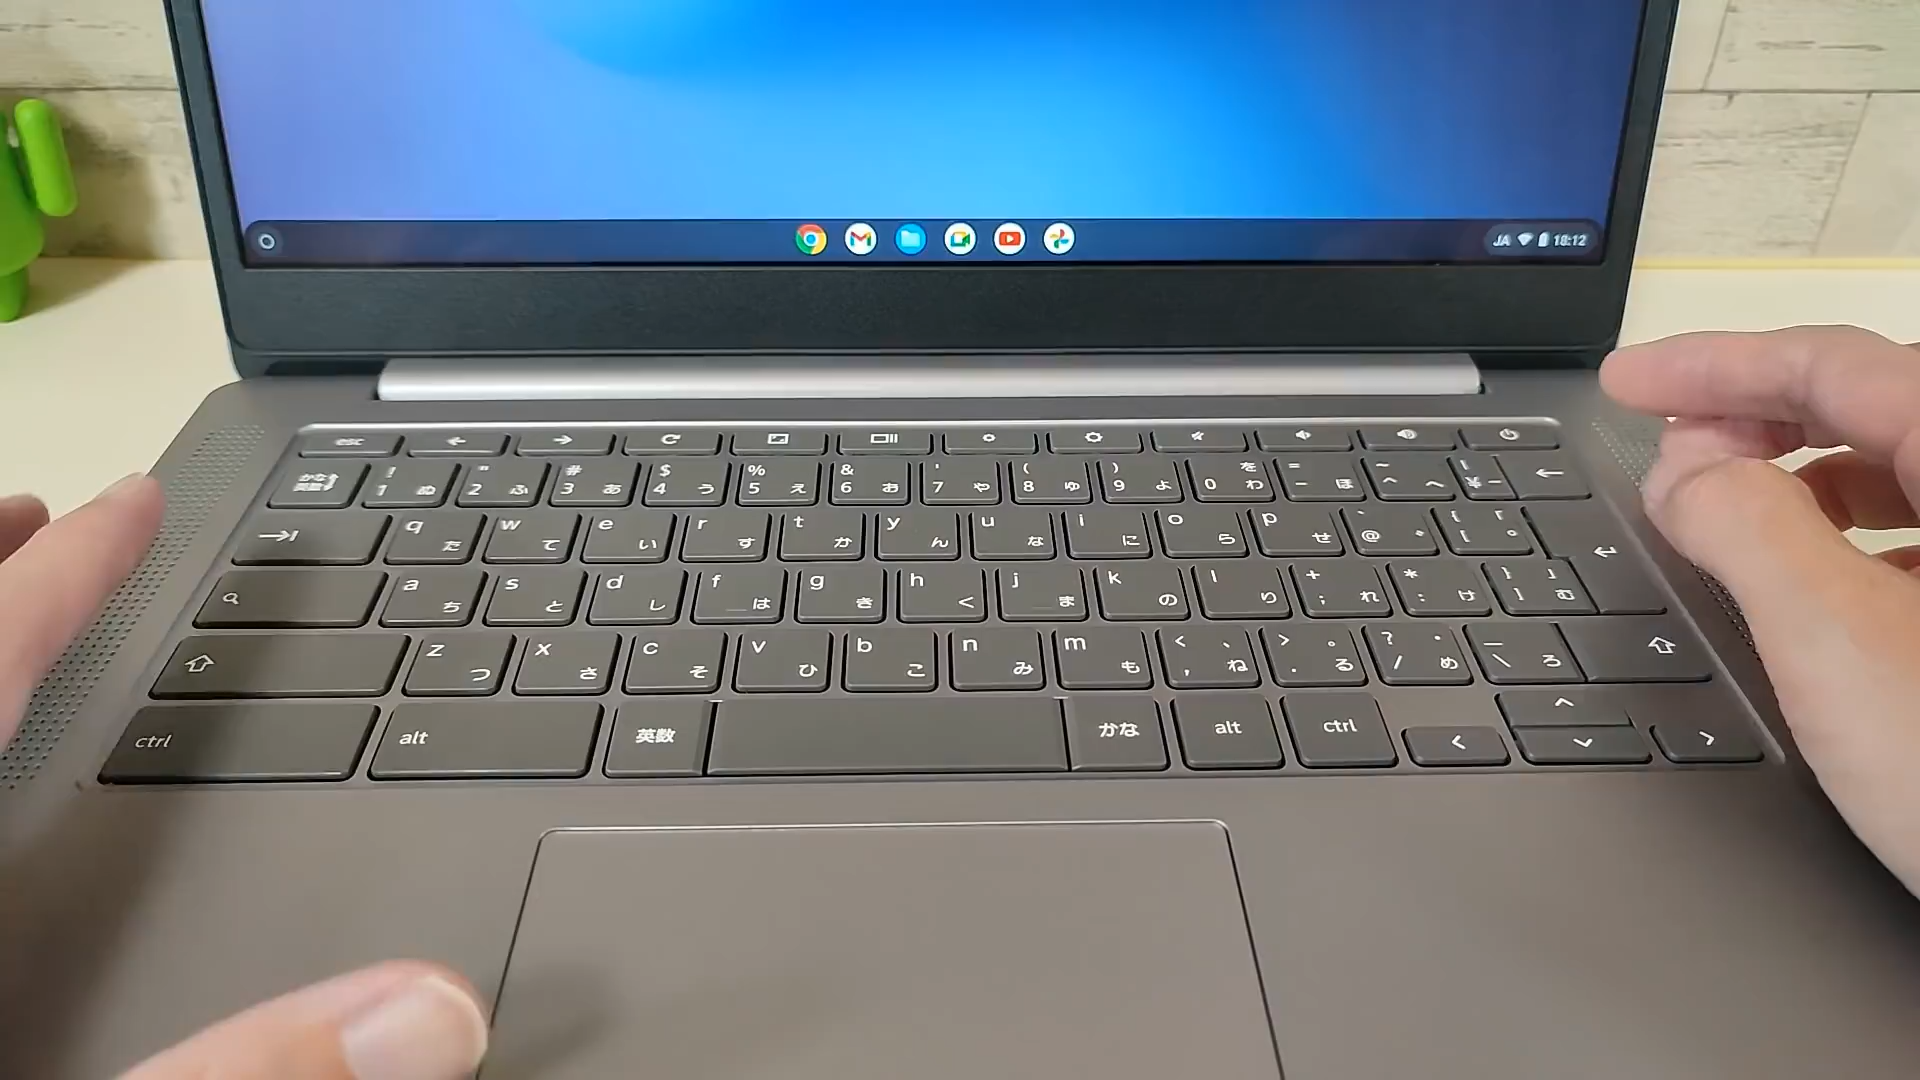 JA 18:12
esc
かな 英数 ! 1 ぬ " 2 ふ # 3 あ $ 4 う % 5 え & 6 お ' 7 や ( 8 ゆ ) 9 よ を 0 わ = - ほ ~ ^ へ | ¥ ー
q た w て e い r す t か y ん u な i に o ら p せ ` @ ゛ { 「 [ ゜
a ち s と d し f は g き h く j ま k の l り + ; れ * : け } 」 ] む
z つ x さ c そ v ひ b こ n み m も < 、 , ね > 。 . る ? ・ / め _ \ ろ
ctrl alt 英数 かな alt ctrl